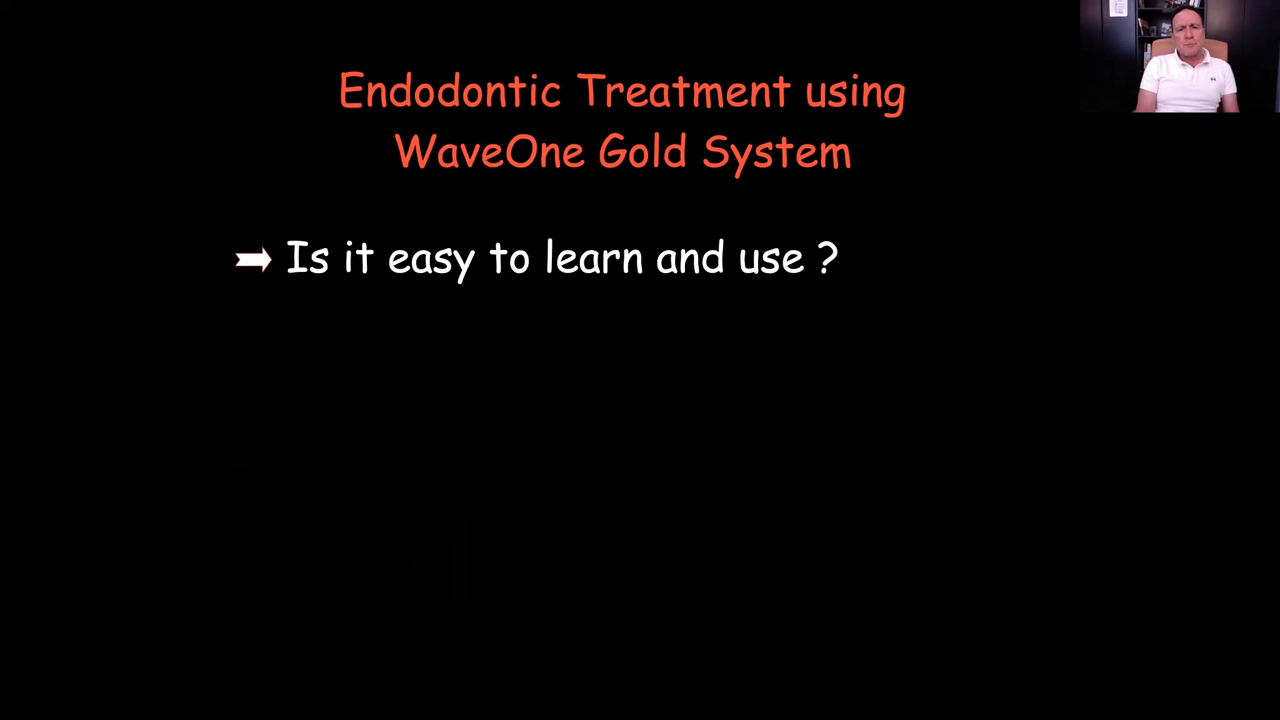 Endodontic Treatment using
WaveOne Gold System
Is it easy to learn and use ?